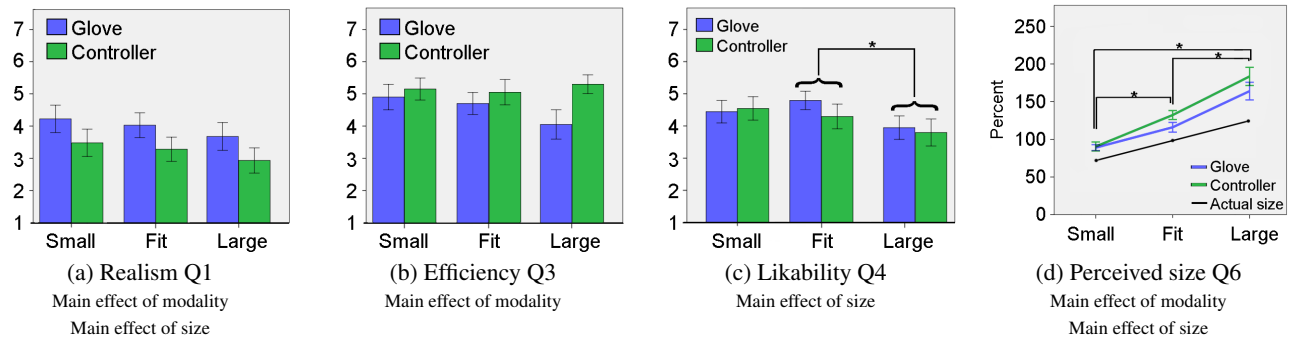 7
6
5
4
3
2
1
Glove
Controller
Small Fit Large
(a) Realism Q1
Main effect of modality
Main effect of size
7
6
5
4
3
2
1
Glove
Controller
Small Fit Large
(b) Efficiency Q3
Main effect of modality
7
6
5
4
3
2
1
Glove
Controller
*
Small Fit Large
(c) Likability Q4
Main effect of size
Percent
250
200
150
100
50
0
*
*
*
Glove
Controller
Actual size
Small Fit Large
(d) Perceived size Q6
Main effect of modality
Main effect of size